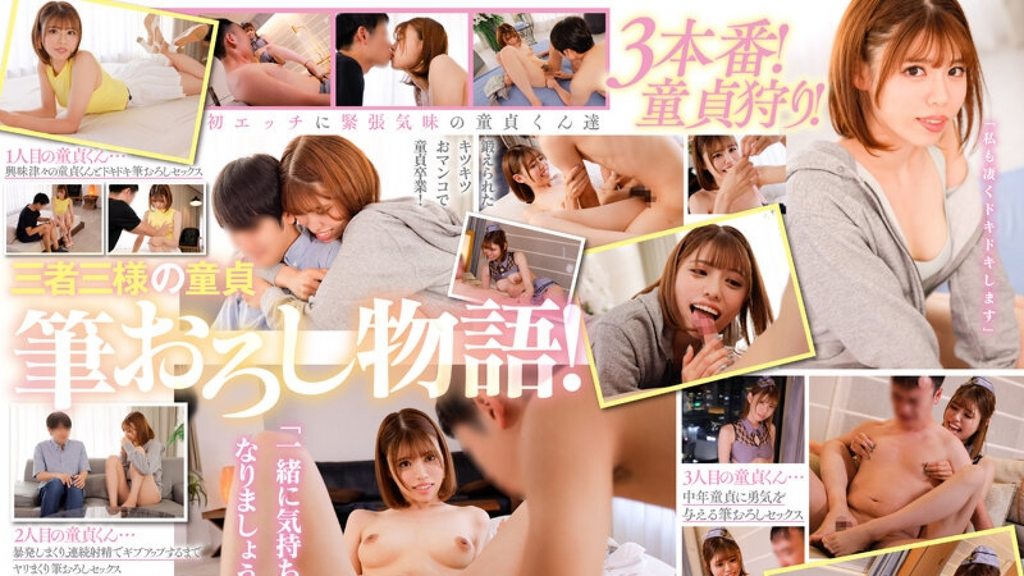 3本番!
童貞狩り!
初エッチに緊張気味の童貞くん達
「私も凄くドキドキします」
1人目の童貞くん…
興味津々の童貞くんとドキドキ筆おろしセックス
鍛えられた
キツキツ
おマンコで
童貞卒業!
三者三様の童貞
筆おろし物語!
2人目の童貞くん…
暴発しまくり、連続射精でギブアップするまで
ヤリまくり筆おろしセックス
「一緒に気持ち
なりましょう
3人目の童貞くん…
中年童貞に勇気を
与える筆おろしセックス